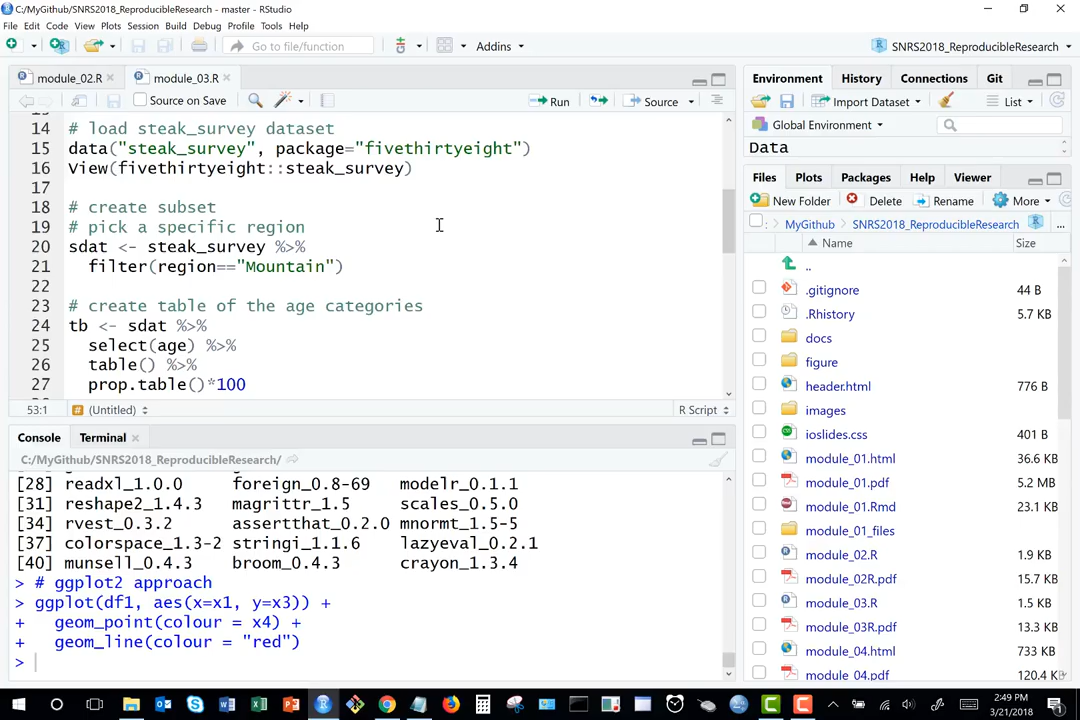 C:/MyGithub/SNRS2018_ReproducibleResearch - master - RStudio
File Edit Code View Plots Session Build Debug Profile Tools Help
Go to file/function Addins SNRS2018_ReproducibleResearch
module_02.R module_03.R
Source on Save Run Source
14 # load steak_survey dataset
15 data("steak_survey", package="fivethirtyeight")
16 View(fivethirtyeight::steak_survey)
17
18 # create subset
19 # pick a specific region
20 sdat <- steak_survey %>%
21 filter(region=="Mountain")
22
23 # create table of the age categories
24 tb <- sdat %>%
25 select(age) %>%
26 table() %>%
27 prop.table()*100
53:1 (Untitled) R Script
Console Terminal
C:/MyGithub/SNRS2018_ReproducibleResearch/
[28] readxl_1.0.0 foreign_0.8-69 modelr_0.1.1
[31] reshape2_1.4.3 magrittr_1.5 scales_0.5.0
[34] rvest_0.3.2 assertthat_0.2.0 mnormt_1.5-5
[37] colorspace_1.3-2 stringi_1.1.6 lazyeval_0.2.1
[40] munsell_0.4.3 broom_0.4.3 crayon_1.3.4
> # ggplot2 approach
> ggplot(df1, aes(x=x1, y=x3)) +
+ geom_point(colour = x4) +
+ geom_line(colour = "red")
>
Environment History Connections Git
Import Dataset List
Global Environment
Data
Files Plots Packages Help Viewer
New Folder Delete Rename More
MyGithub SNRS2018_ReproducibleResearch ...
Name Size
..
.gitignore 44 B
.Rhistory 5.7 KB
docs
figure
header.html 776 B
images
ioslides.css 401 B
module_01.html 36.6 KB
module_01.pdf 5.2 MB
module_01.Rmd 23.1 KB
module_01_files
module_02.R 1.9 KB
module_02R.pdf 15.7 KB
module_03.R 1.5 KB
module_03R.pdf 13.3 KB
module_04.html 733 KB
module_04.pdf 120.4 K
2:49 PM
3/21/2018